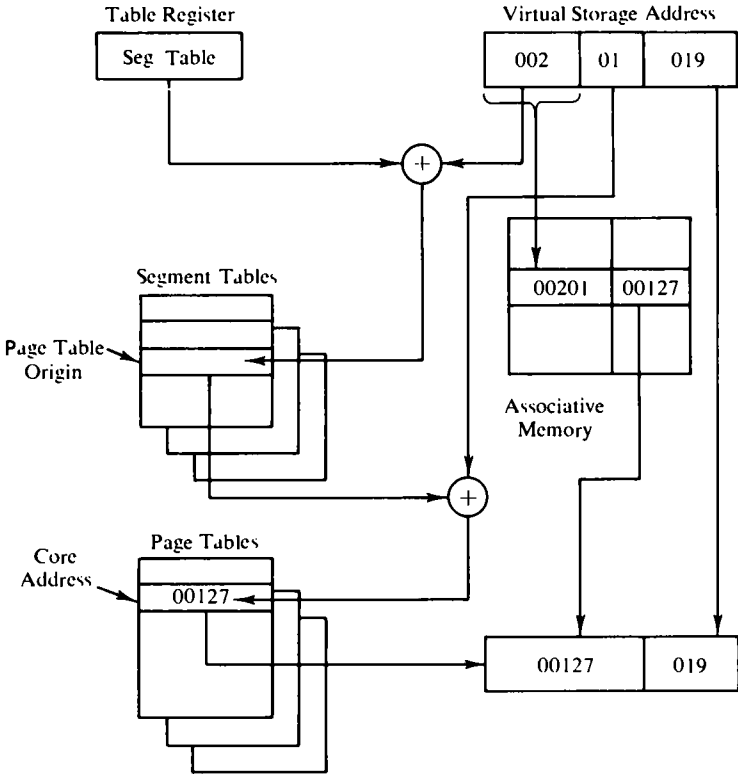 Table Register
Seg Table
Virtual Storage Address
002 01 019
+
Segment Tables
Page Table
Origin
00201 00127
Associative
Memory
+
Page Tables
Core
Address
00127
00127 019